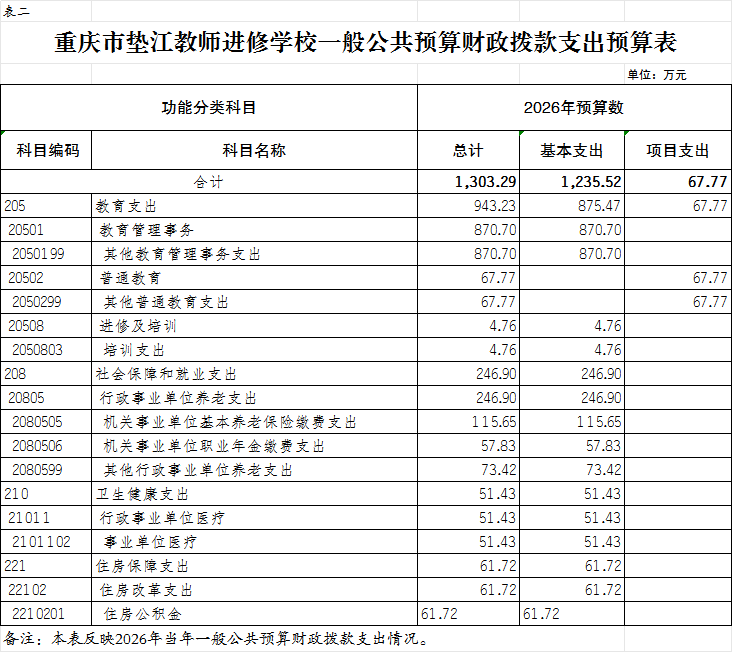 表二
重庆市垫江教师进修学校一般公共预算财政拨款支出预算表
单位：万元
功能分类科目 2026年预算数
科目编码 科目名称 总计 基本支出 项目支出
合计 1,303.29 1,235.52 67.77
205 教育支出 943.23 875.47 67.77
20501 教育管理事务 870.70 870.70
2050199 其他教育管理事务支出 870.70 870.70
20502 普通教育 67.77 67.77
2050299 其他普通教育支出 67.77 67.77
20508 进修及培训 4.76 4.76
2050803 培训支出 4.76 4.76
208 社会保障和就业支出 246.90 246.90
20805 行政事业单位养老支出 246.90 246.90
2080505 机关事业单位基本养老保险缴费支出 115.65 115.65
2080506 机关事业单位职业年金缴费支出 57.83 57.83
2080599 其他行政事业单位养老支出 73.42 73.42
210 卫生健康支出 51.43 51.43
21011 行政事业单位医疗 51.43 51.43
2101102 事业单位医疗 51.43 51.43
221 住房保障支出 61.72 61.72
22102 住房改革支出 61.72 61.72
2210201 住房公积金 61.72 61.72
备注：本表反映2026年当年一般公共预算财政拨款支出情况。